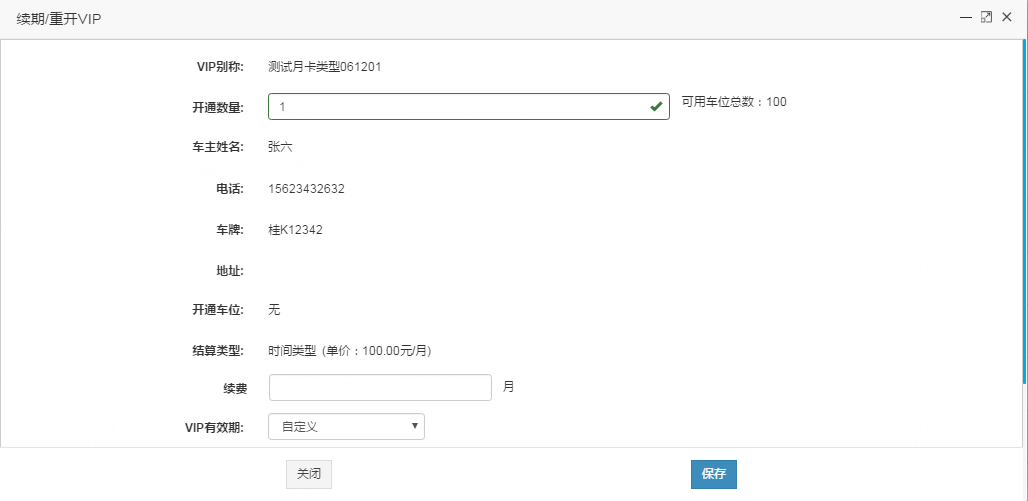 续期/重开VIP
VIP别称: 测试月卡类型061201
开通数量: 1 可用车位总数：100
车主姓名: 张六
电话: 15623432632
车牌: 桂K12342
地址:
开通车位: 无
结算类型: 时间类型 (单价：100.00元/月)
续费 月
VIP有效期: 自定义
关闭 保存